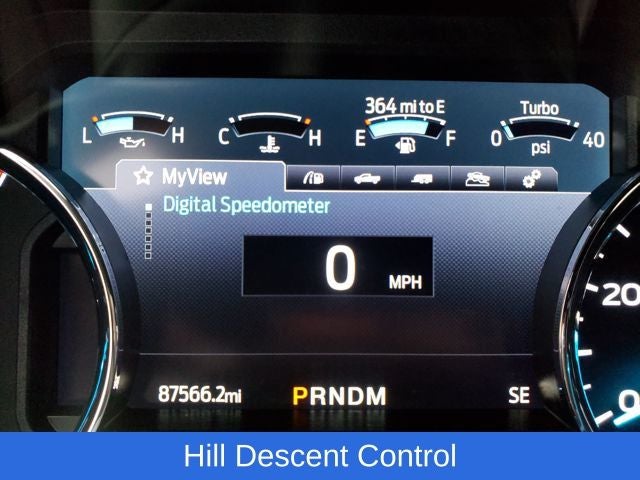 364 mi to E Turbo
L H C H E F 0 40
psi
MyView
Digital Speedometer
0 MPH
20
87566.2mi PRNDM SE
0
Hill Descent Control